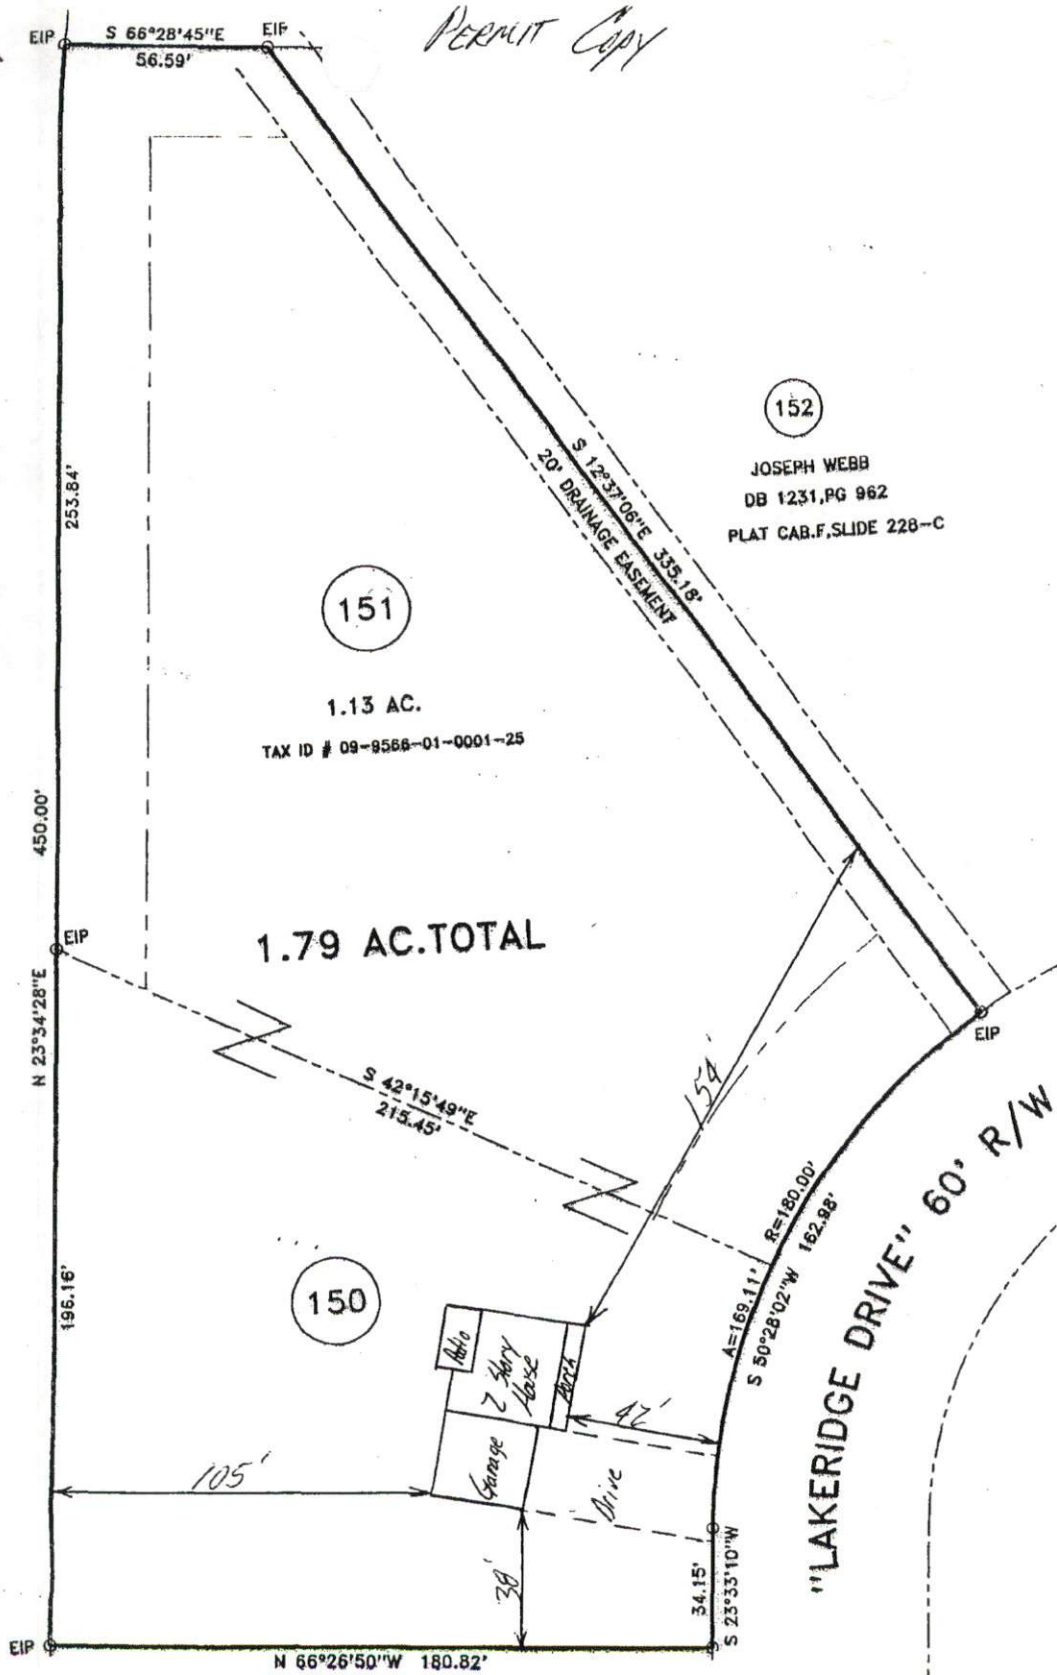 PERMIT COPY
EIP
S 66°28'45"E
EIP
56.59'
152
JOSEPH WEBB
DB 1231,PG 962
PLAT CAB.F,SLIDE 228-C
S 12°37'06"E 335.18'
20' DRAINAGE EASEMENT
253.84'
151
1.13 AC.
TAX ID # 09-9566-01-0001-25
450.00'
EIP
1.79 AC.TOTAL
N 23°34'28"E
EIP
S 42°15'49"E
215.45'
154'
"LAKERIDGE DRIVE" 60' R/W
A=169.11' R=180.00'
S 50°28'02"W 162.98'
150
196.16'
Patio
2 Story
House
Porch
42'
Garage
Drive
105'
38'
34.15'
S 23°33'10"W
EIP
N 66°26'50"W 180.82'